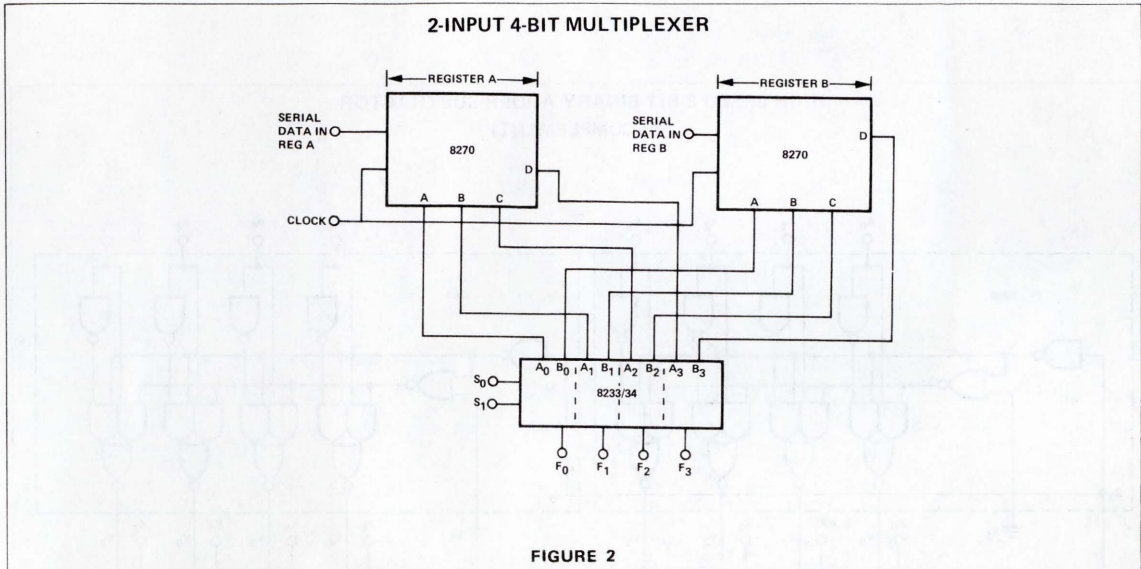 2-INPUT 4-BIT MULTIPLEXER
REGISTER A
REGISTER B
SERIAL
DATA IN
REG A
8270
D
A B C
CLOCK
SERIAL
DATA IN
REG B
8270
D
A B C
A0 B0 A1 B1 A2 B2 A3 B3
8233/34
S0
S1
F0 F1 F2 F3
FIGURE 2